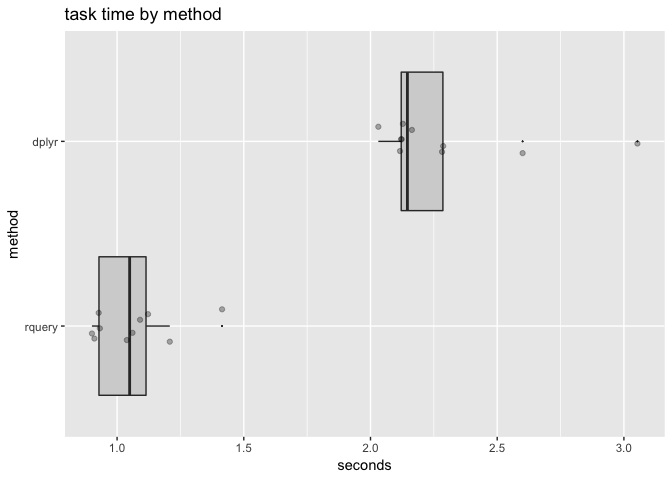 task time by method
dplyr
method
rquery
1.0 1.5 2.0 2.5 3.0
seconds